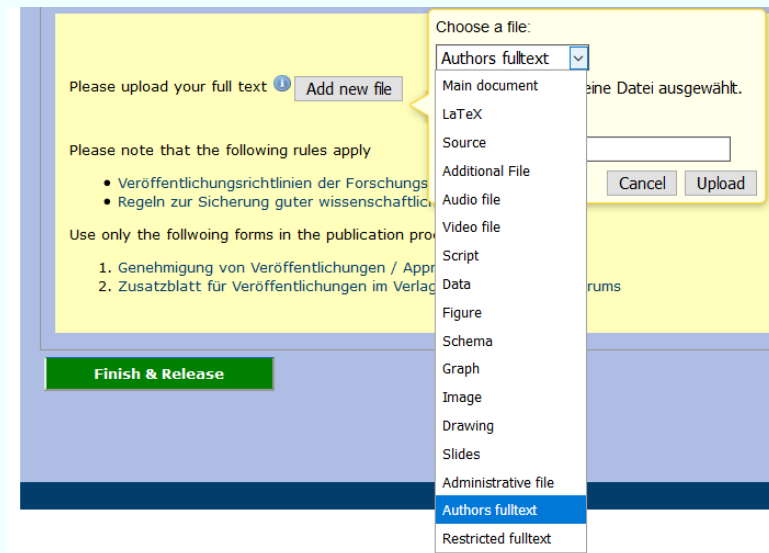 Choose a file:
Authors fulltext
Please upload your full text
Add new file
eine Datei ausgewählt.
Please note that the following rules apply
Veröffentlichungsrichtlinien der Forschungs
Regeln zur Sicherung guter wissenschaftlic
Cancel
Upload
Use only the follwoing forms in the publication pro
1. Genehmigung von Veröffentlichungen / Appr
2. Zusatzblatt für Veröffentlichungen im Verlag
rums
Main document
LaTeX
Source
Additional File
Audio file
Video file
Script
Data
Figure
Schema
Graph
Image
Drawing
Slides
Administrative file
Authors fulltext
Restricted fulltext
Finish & Release